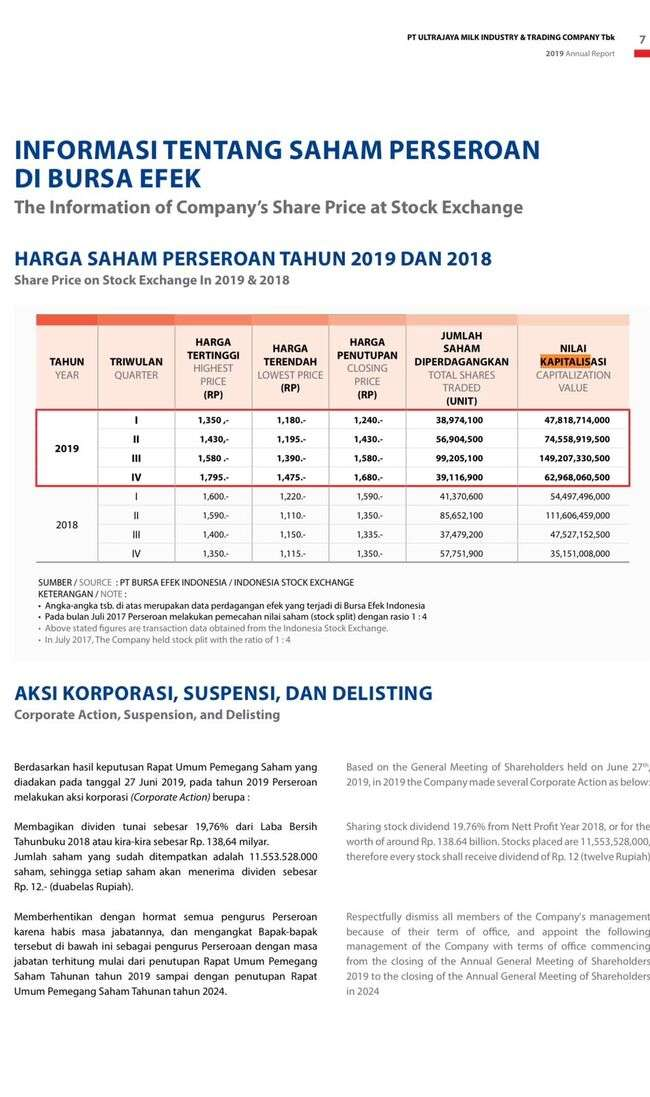 PT ULTRAJAYA MILK INDUSTRY & TRADING COMPANY Tbk
7
2019 Annual Report
INFORMASI TENTANG SAHAM PERSEROAN
DI BURSA EFEK
The Information of Company's Share Price at Stock Exchange
HARGA SAHAM PERSEROAN TAHUN 2019 DAN 2018
Share Price on Stock Exchange In 2019 & 2018
TAHUN
YEAR
TRIWULAN
QUARTER
HARGA
TERTINGGI
HIGHEST
PRICE
(RP)
HARGA
TERENDAH
LOWEST PRICE
(RP)
HARGA
PENUTUPAN
CLOSING
PRICE
(RP)
JUMLAH
SAHAM
DIPERDAGANGKAN
TOTAL SHARES
TRADED
(UNIT)
NILAI
KAPITALISASI
CAPITALIZATION
VALUE
2019
I 1,350 ,- 1,180.- 1,240.- 38,974,100 47,818,714,000
II 1,430,- 1,195.- 1,430.- 56,904,500 74,558,919,500
III 1,580 .- 1,390.- 1,580.- 99,205,100 149,207,330,500
IV 1,795.- 1,475.- 1,680.- 39,116,900 62,968,060,500
2018
I 1,600.- 1,220.- 1,590.- 41,370,600 54,497,496,000
II 1,590.- 1,110.- 1,350.- 85,652,100 111,606,459,000
III 1,400.- 1,150.- 1,335.- 37,479,200 47,527,152,500
IV 1,350.- 1,115.- 1,350.- 57,751,900 35,151,008,000
SUMBER / SOURCE : PT BURSA EFEK INDONESIA / INDONESIA STOCK EXCHANGE
KETERANGAN / NOTE :
• Angka-angka tsb. di atas merupakan data perdagangan efek yang terjadi di Bursa Efek Indonesia
• Pada bulan Juli 2017 Perseroan melakukan pemecahan nilai saham (stock split) dengan rasio 1 : 4
• Above stated figures are transaction data obtained from the Indonesia Stock Exchange.
• In July 2017, The Company held stock plit with the ratio of 1 : 4
AKSI KORPORASI, SUSPENSI, DAN DELISTING
Corporate Action, Suspension, and Delisting
Berdasarkan hasil keputusan Rapat Umum Pemegang Saham yang
diadakan pada tanggal 27 Juni 2019, pada tahun 2019 Perseroan
melakukan aksi korporasi (Corporate Action) berupa :
Membagikan dividen tunai sebesar 19,76% dari Laba Bersih
Tahunbuku 2018 atau kira-kira sebesar Rp. 138,64 milyar.
Jumlah saham yang sudah ditempatkan adalah 11.553.528.000
saham, sehingga setiap saham akan menerima dividen sebesar
Rp. 12.- (duabelas Rupiah).
Memberhentikan dengan hormat semua pengurus Perseroan
karena habis masa jabatannya, dan mengangkat Bapak-bapak
tersebut di bawah ini sebagai pengurus Perseroaan dengan masa
jabatan terhitung mulai dari penutupan Rapat Umum Pemegang
Saham Tahunan tahun 2019 sampai dengan penutupan Rapat
Umum Pemegang Saham Tahunan tahun 2024.
Based on the General Meeting of Shareholders held on June 27th,
2019, in 2019 the Company made several Corporate Action as below:
Sharing stock dividend 19.76% from Nett Profit Year 2018, or for the
worth of around Rp. 138.64 billion. Stocks placed are 11,553,528,000,
therefore every stock shall receive dividend of Rp. 12 (twelve Rupiah)
Respectfully dismiss all members of the Company's management
because of their term of office, and appoint the following
management of the Company with terms of office commencing
from the closing of the Annual General Meeting of Shareholders
2019 to the closing of the Annual General Meeting of Shareholders
in 2024